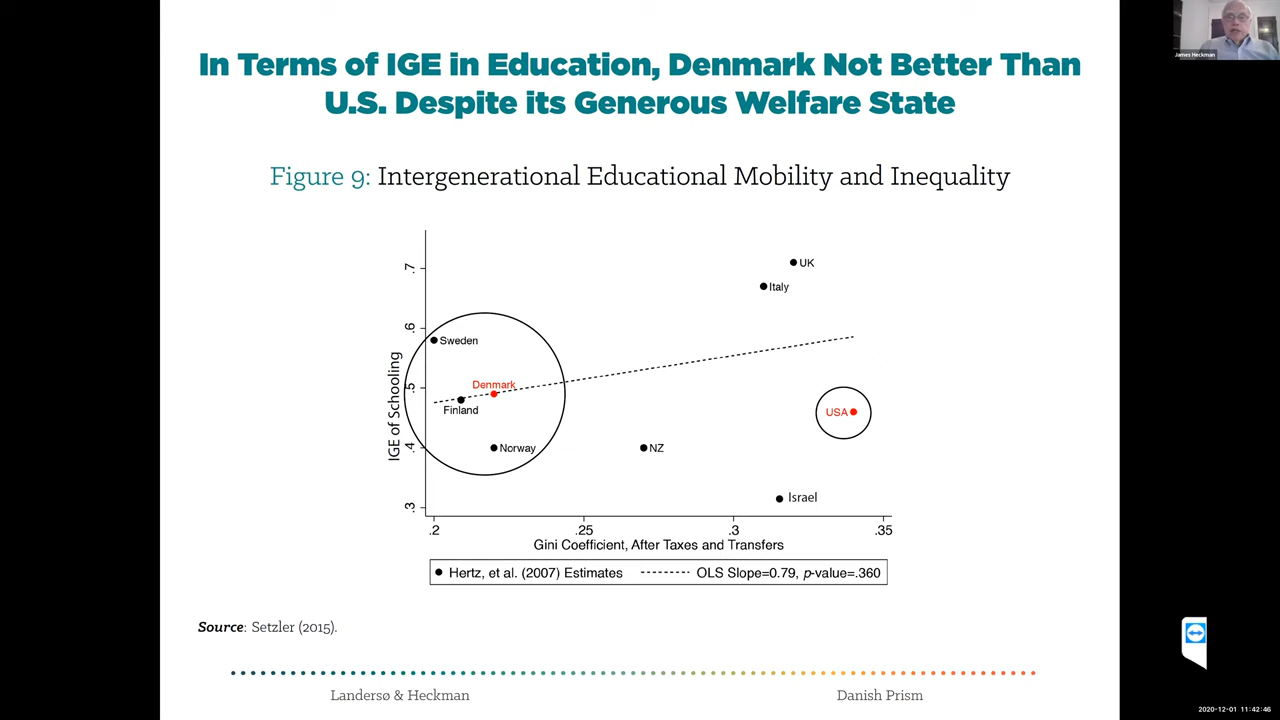 In Terms of IGE in Education, Denmark Not Better Than
U.S. Despite its Generous Welfare State
James Heckman
Figure 9: Intergenerational Educational Mobility and Inequality
IGE of Schooling
.7
.6
.5
.4
.3
UK
Italy
Sweden
Denmark
Finland
USA
Norway
NZ
Israel
.2
.25
.3
.35
Gini Coefficient, After Taxes and Transfers
Hertz, et al. (2007) Estimates
OLS Slope=0.79, p-value=.360
Source: Setzler (2015).
Landersø & Heckman
Danish Prism
2020-12-01 11:42:46